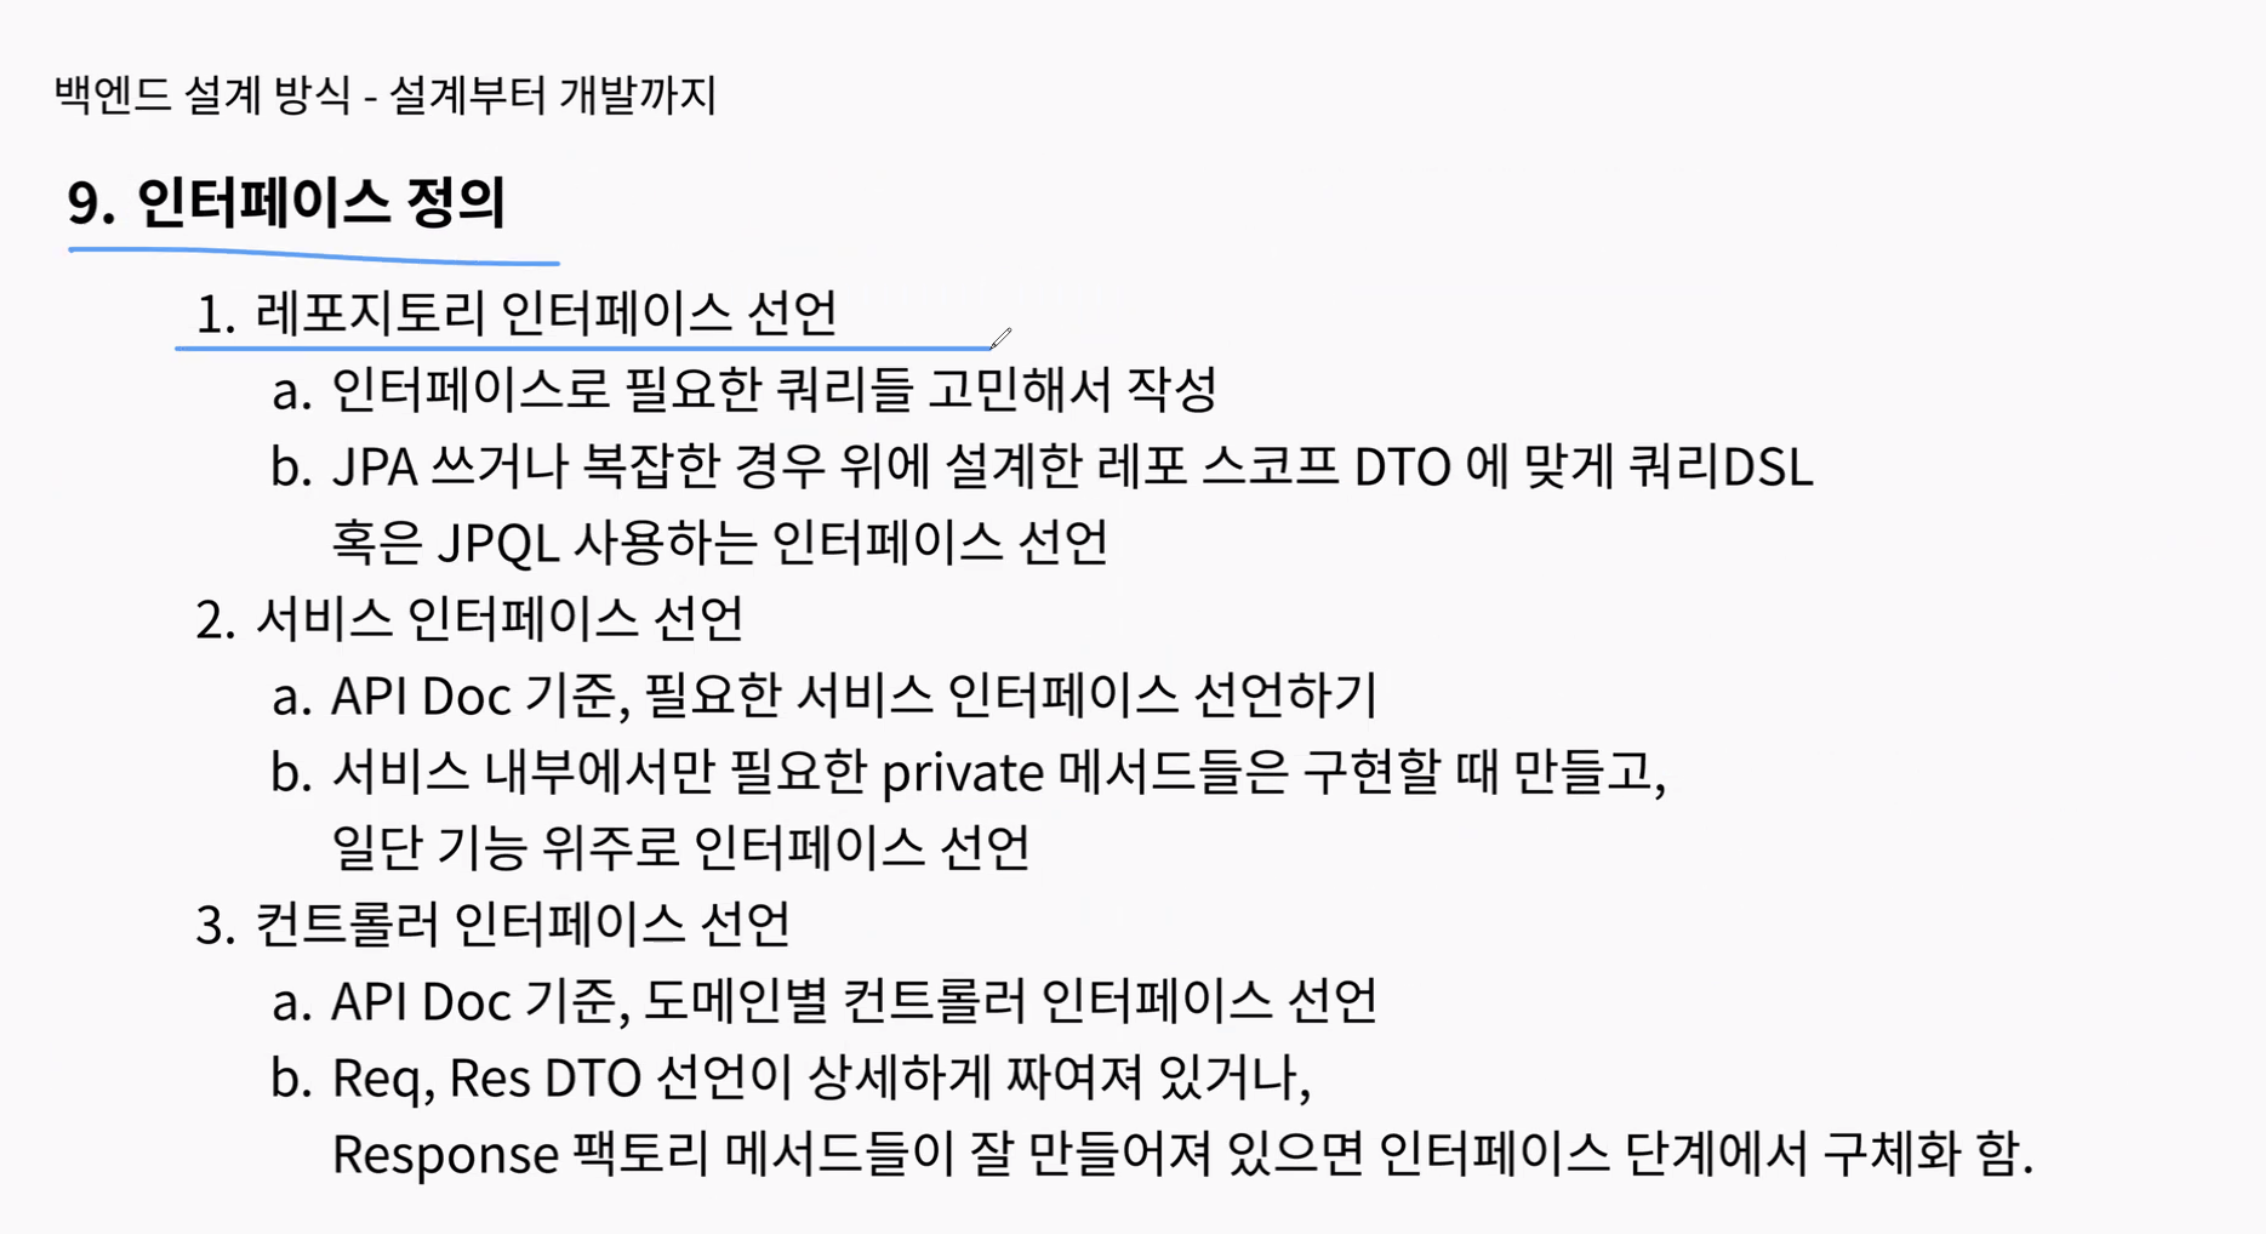 백엔드 설계 방식 - 설계부터 개발까지
9. 인터페이스 정의
1. 레포지토리 인터페이스 선언
a. 인터페이스로 필요한 쿼리들 고민해서 작성
b. JPA 쓰거나 복잡한 경우 위에 설계한 레포 스코프 DTO 에 맞게 쿼리DSL
혹은 JPQL 사용하는 인터페이스 선언
2. 서비스 인터페이스 선언
a. API Doc 기준, 필요한 서비스 인터페이스 선언하기
b. 서비스 내부에서만 필요한 private 메서드들은 구현할 때 만들고,
일단 기능 위주로 인터페이스 선언
3. 컨트롤러 인터페이스 선언
a. API Doc 기준, 도메인별 컨트롤러 인터페이스 선언
b. Req, Res DTO 선언이 상세하게 짜여져 있거나,
Response 팩토리 메서드들이 잘 만들어져 있으면 인터페이스 단계에서 구체화 함.